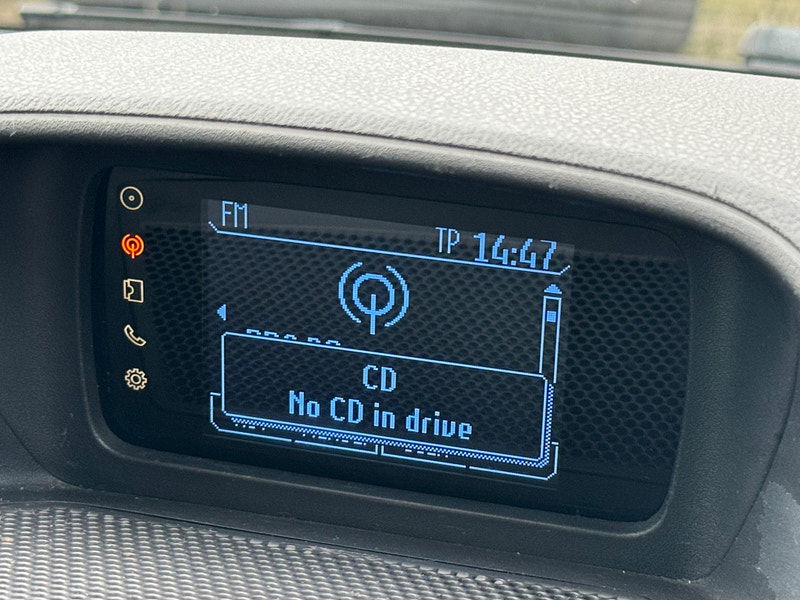 FM
TP 14:47
CD
No CD in drive